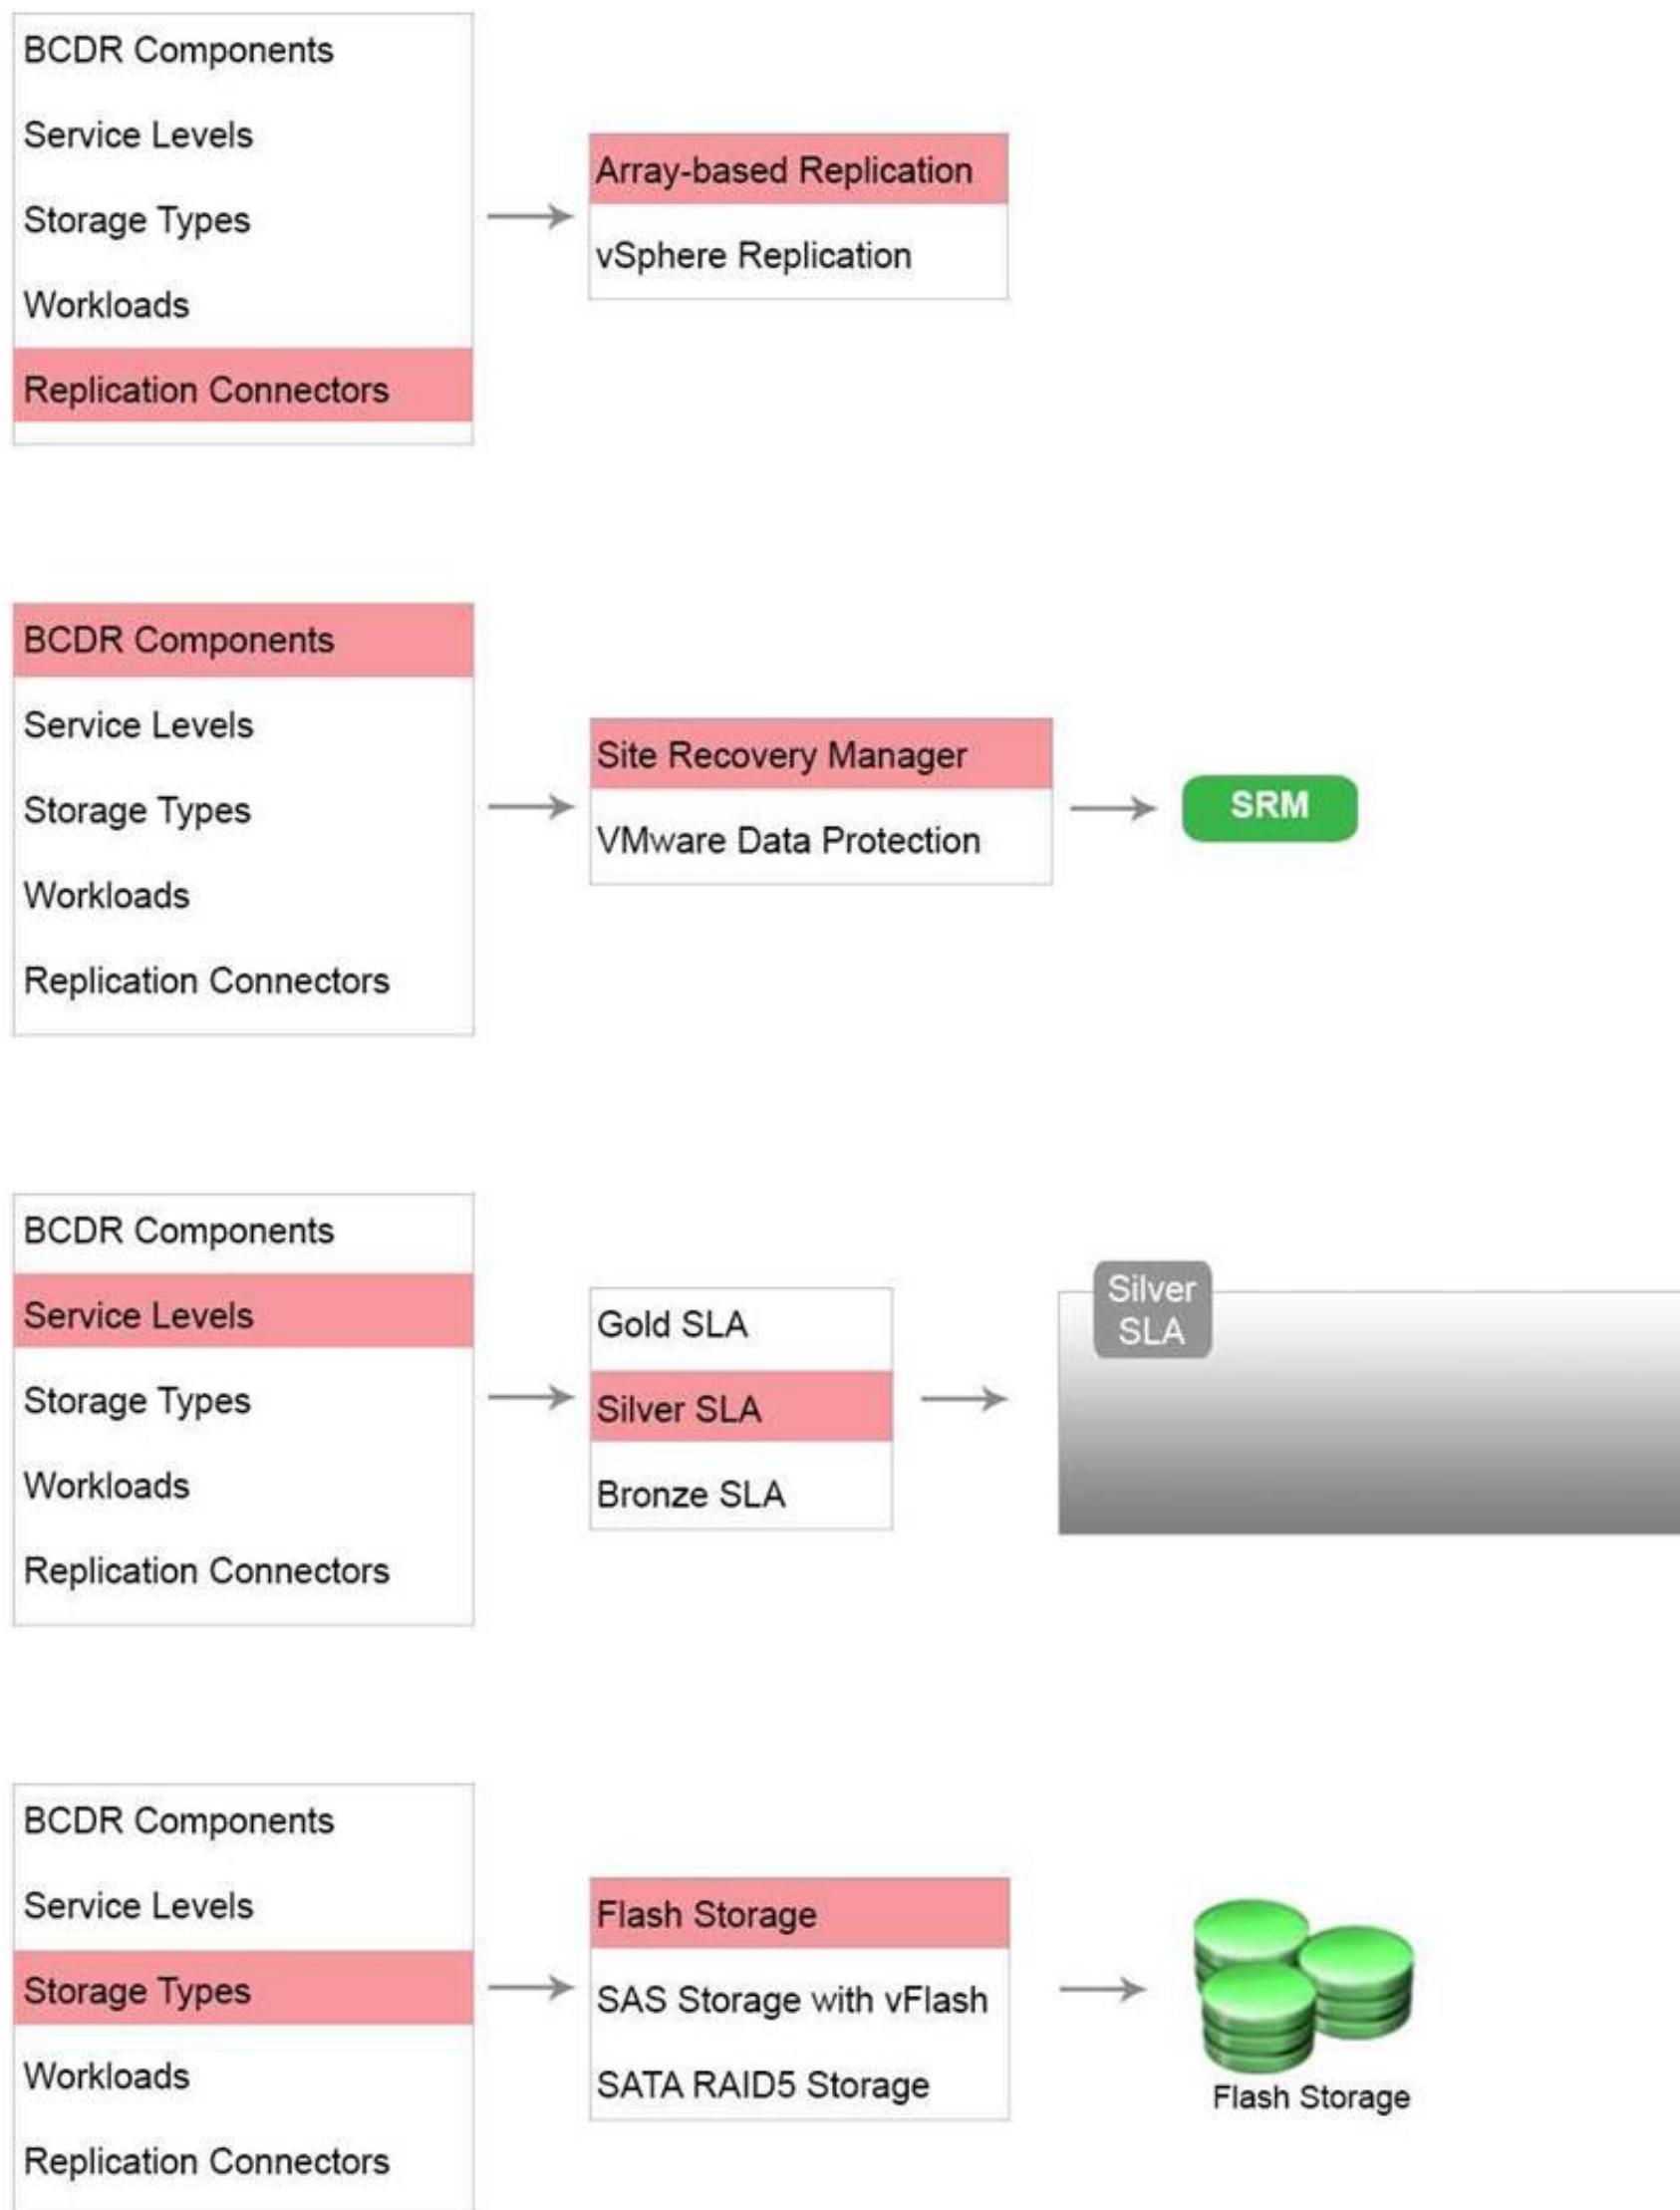 BCDR Components
Service Levels
Storage Types
Workloads
Replication Connectors
Array-based Replication
vSphere Replication
BCDR Components
Service Levels
Storage Types
Workloads
Replication Connectors
Site Recovery Manager
VMware Data Protection
SRM
BCDR Components
Service Levels
Storage Types
Workloads
Replication Connectors
Gold SLA
Silver SLA
Bronze SLA
Silver
SLA
BCDR Components
Service Levels
Storage Types
Workloads
Replication Connectors
Flash Storage
SAS Storage with vFlash
SATA RAID5 Storage
Flash Storage